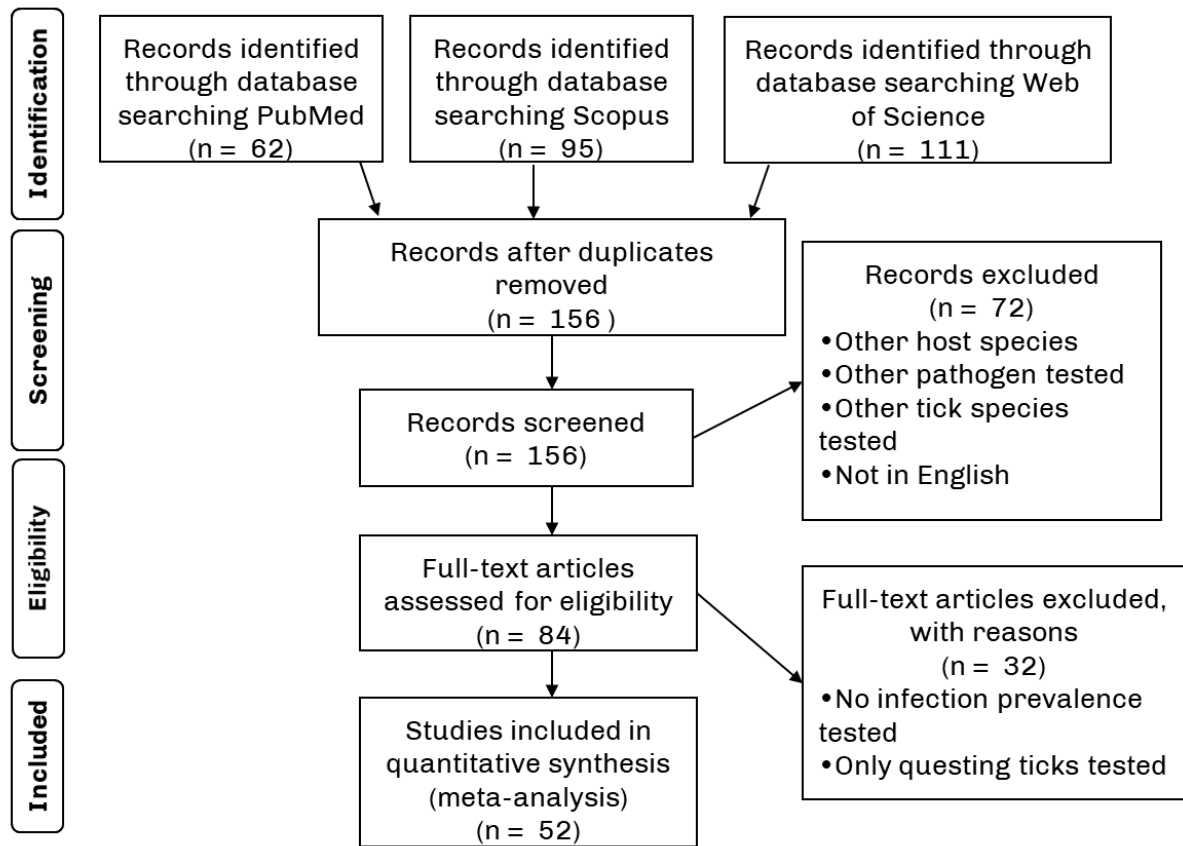 Identification
Records identified
through database
searching PubMed
(n = 62)
Records identified
through database
searching Scopus
(n = 95)
Records identified through
database searching Web
of Science
(n = 111)
Screening
Records after duplicates
removed
(n = 156 )
Records screened
(n = 156)
Records excluded
(n = 72)
•Other host species
•Other pathogen tested
•Other tick species
tested
•Not in English
Eligibility
Full-text articles
assessed for eligibility
(n = 84)
Full-text articles excluded,
with reasons
(n = 32)
•No infection prevalence
tested
•Only questing ticks tested
Included
Studies included in
quantitative synthesis
(meta-analysis)
(n = 52)